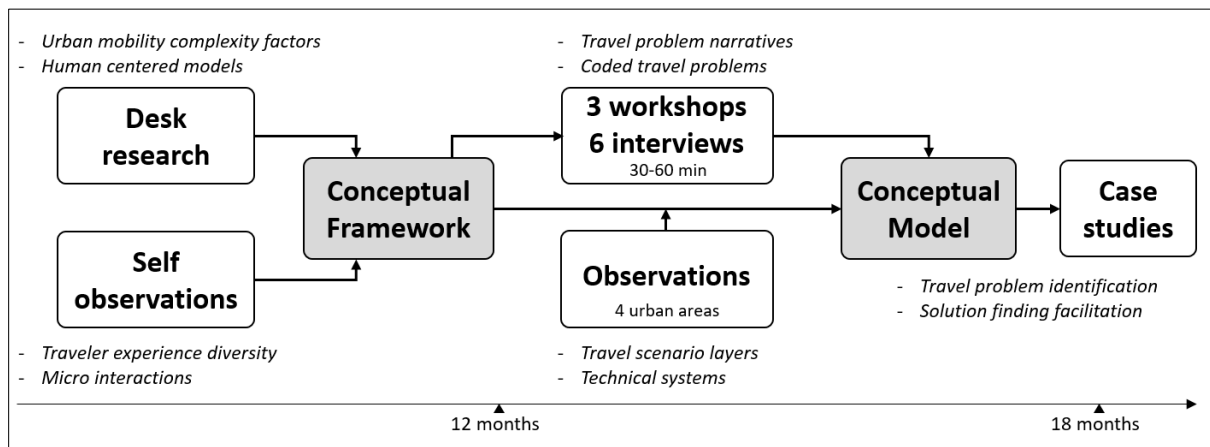 - Urban mobility complexity factors
- Human centered models
Desk
research
Self
observations
- Traveler experience diversity
- Micro interactions
Conceptual
Framework
- Travel problem narratives
- Coded travel problems
3 workshops
6 interviews
30-60 min
Observations
4 urban areas
- Travel scenario layers
- Technical systems
Conceptual
Model
Case
studies
- Travel problem identification
- Solution finding facilitation
12 months
18 months